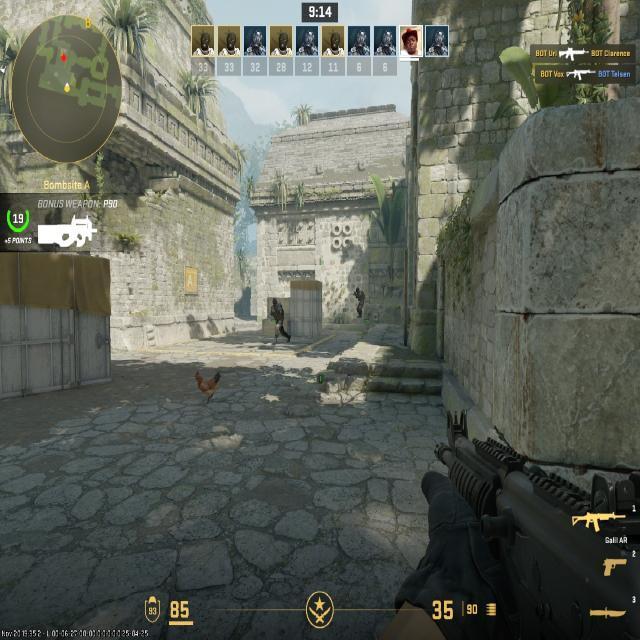 9:14
33 33 32 28 12 11 6 6
B
BOT Uri BOT Clarence
BOT Vox BOT Telsen
Bombsite A
BONUS WEAPON: P90
19
+5 POINTS
A
1
Galil AR
2
3
93 85
35 90